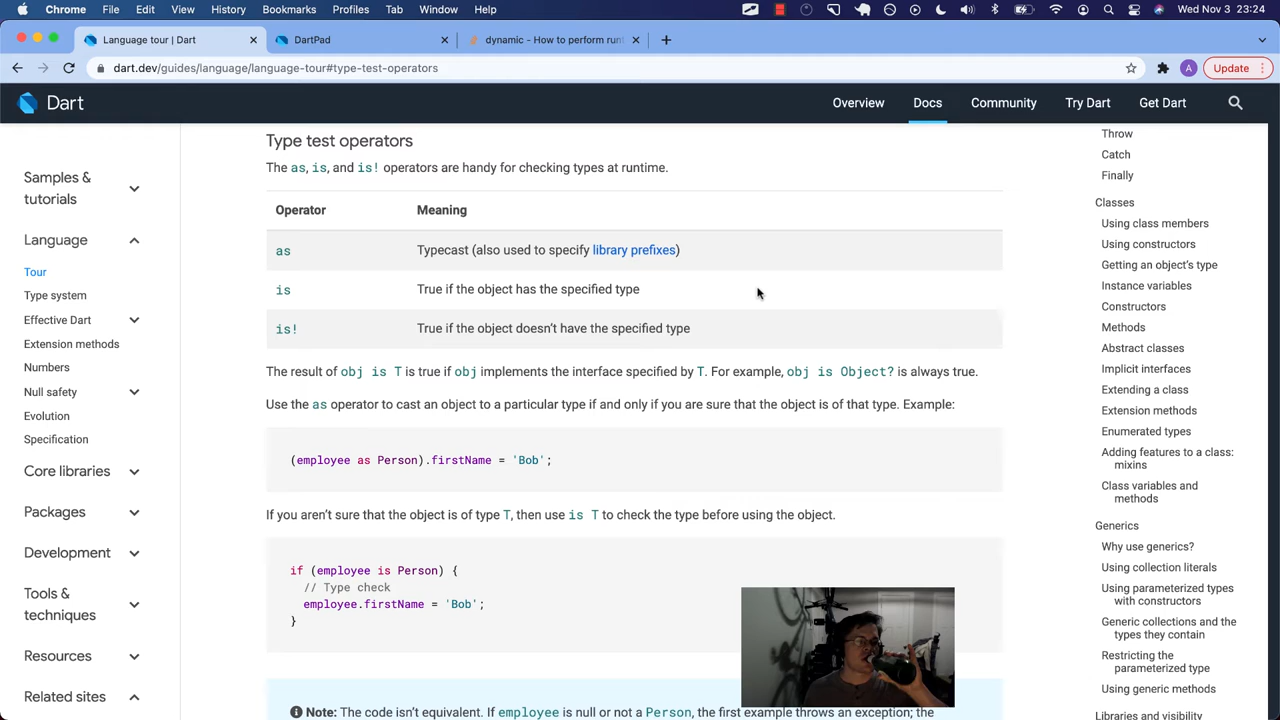 Chrome File Edit View History Bookmarks Profiles Tab Window Help Wed Nov 3 23:24
Language tour | Dart
DartPad
dynamic - How to perform run
dart.dev/guides/language/language-tour#type-test-operators
A
Update
Dart
Overview Docs Community Try Dart Get Dart
Samples &
tutorials
Language
Tour
Type system
Effective Dart
Extension methods
Numbers
Null safety
Evolution
Specification
Core libraries
Packages
Development
Tools &
techniques
Resources
Related sites
Type test operators
The as, is, and is! operators are handy for checking types at runtime.
Operator Meaning
as Typecast (also used to specify library prefixes)
is True if the object has the specified type
is! True if the object doesn't have the specified type
The result of obj is T is true if obj implements the interface specified by T. For example, obj is Object? is always true.
Use the as operator to cast an object to a particular type if and only if you are sure that the object is of that type. Example:
(employee as Person).firstName = 'Bob';
If you aren't sure that the object is of type T, then use is T to check the type before using the object.
if (employee is Person) {
// Type check
employee.firstName = 'Bob';
}
Note: The code isn't equivalent. If employee is null or not a Person, the first example throws an exception; the
Throw
Catch
Finally
Classes
Using class members
Using constructors
Getting an object's type
Instance variables
Constructors
Methods
Abstract classes
Implicit interfaces
Extending a class
Extension methods
Enumerated types
Adding features to a class:
mixins
Class variables and
methods
Generics
Why use generics?
Using collection literals
Using parameterized types
with constructors
Generic collections and the
types they contain
Restricting the
parameterized type
Using generic methods
Libraries and visibility